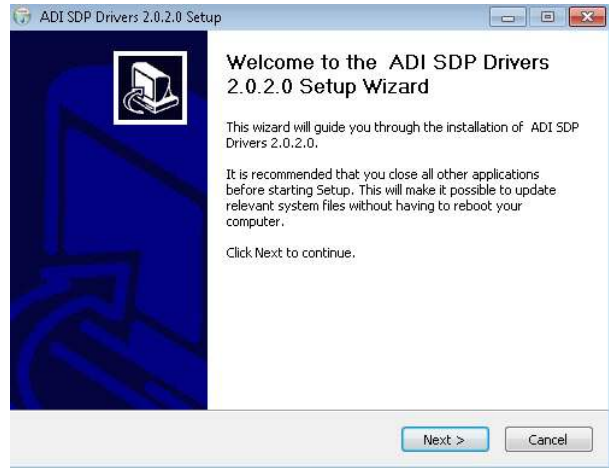 ADI SDP Drivers 2.0.2.0 Setup
Welcome to the ADI SDP Drivers
2.0.2.0 Setup Wizard
This wizard will guide you through the installation of ADI SDP
Drivers 2.0.2.0.
It is recommended that you close all other applications
before starting Setup. This will make it possible to update
relevant system files without having to reboot your
computer.
Click Next to continue.
Next > Cancel